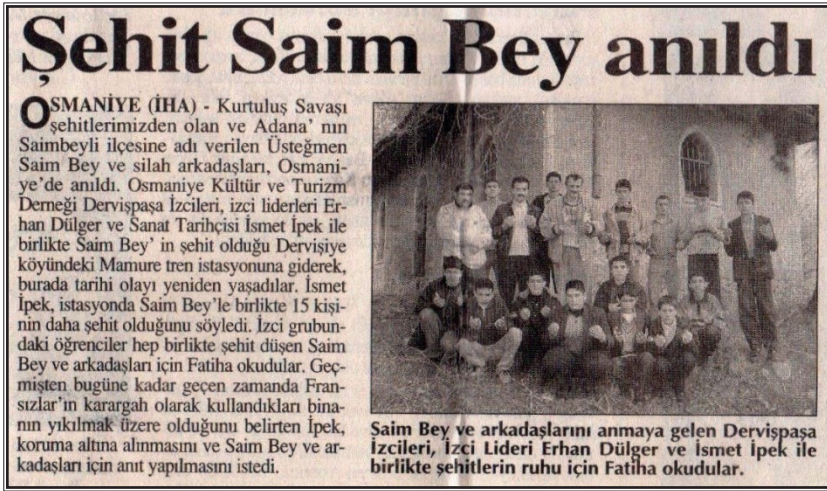 Şehit Saim Bey anıldı
OSMANİYE (İHA) - Kurtuluş Savaşı
şehitlerimizden olan ve Adana' nın
Saimbeyli ilçesine adı verilen Üsteğmen
Saim Bey ve silah arkadaşları, Osmani-
ye'de anıldı. Osmaniye Kültür ve Turizm
Derneği Dervişpaşa İzcileri, izci liderleri Er-
han Dülger ve Sanat Tarihçisi İsmet İpek ile
birlikte Saim Bey' in şehit olduğu Dervişiye
köyündeki Mamure tren istasyonuna giderek,
burada tarihi olayı yeniden yaşadılar. İsmet
İpek, istasyonda Saim Bey'le birlikte 15 kişi-
nin daha şehit olduğunu söyledi. İzci grubun-
daki öğrenciler hep birlikte şehit düşen Saim
Bey ve arkadaşları için Fatiha okudular. Geç-
mişten bugüne kadar geçen zamanda Fran-
sızlar'ın karargah olarak kullandıkları bina-
nın yıkılmak üzere olduğunu belirten İpek,
koruma altına alınmasını ve Saim Bey ve ar-
kadaşları için anıt yapılmasını istedi.
Saim Bey ve arkadaşlarını anmaya gelen Dervişpaşa
İzcileri, İzci Lideri Erhan Dülger ve İsmet İpek ile
birlikte şehitlerin ruhu için Fatiha okudular.